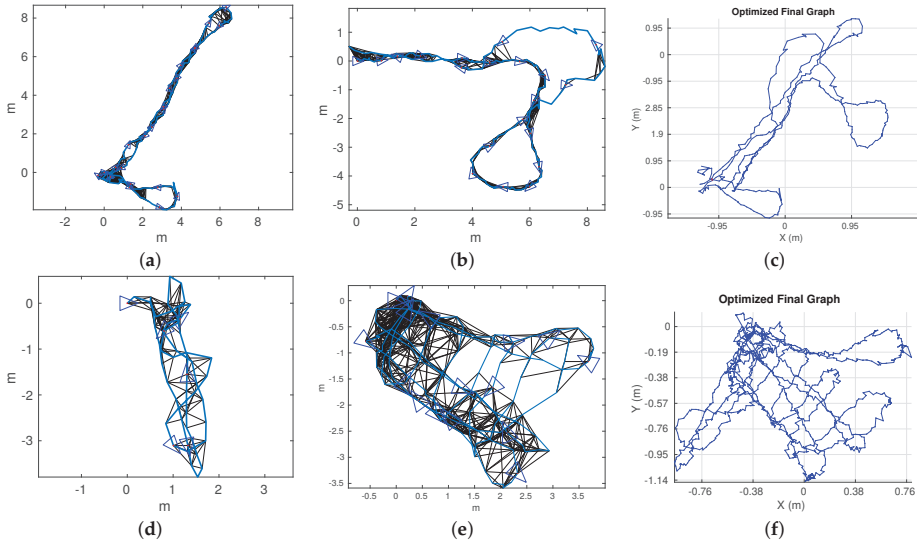 8
6
4
2
0
m
-2 0 2 4 6 8
m
(a)
1
0
-1
-2
-3
-4
-5
m
0 2 4 6 8
m
(b)
Optimized Final Graph
0.95
0
-0.95
2.85
1.9
0.95
0
-0.95
Y (m)
-0.95 0 0.95
X (m)
(c)
0
-1
-2
-3
m
-1 0 1 2 3
m
(d)
0
-0.5
-1
-1.5
-2
-2.5
-3
-3.5
m
-0.5 0 0.5 1 1.5 2 2.5 3 3.5
m
(e)
Optimized Final Graph
0
-0.19
-0.38
-0.57
-0.76
-0.95
-1.14
Y (m)
-0.76 -0.38 0 0.38 0.76
X (m)
(f)